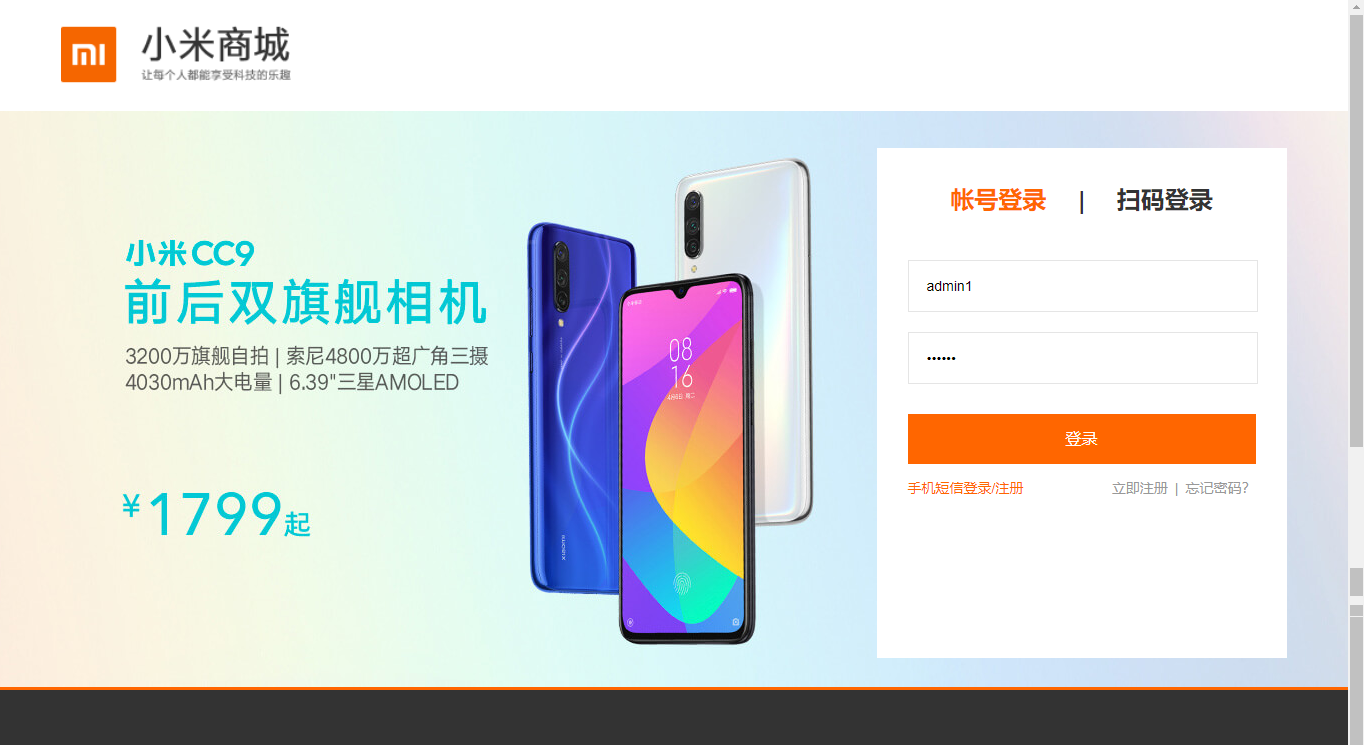 小米商城
让每个人都能享受科技的乐趣
小米CC9
前后双旗舰相机
3200万旗舰自拍 | 索尼4800万超广角三摄
4030mAh大电量 | 6.39"三星AMOLED
¥1799起
08
16
帐号登录 | 扫码登录
admin1
••••••
登录
手机短信登录/注册 立即注册 | 忘记密码?